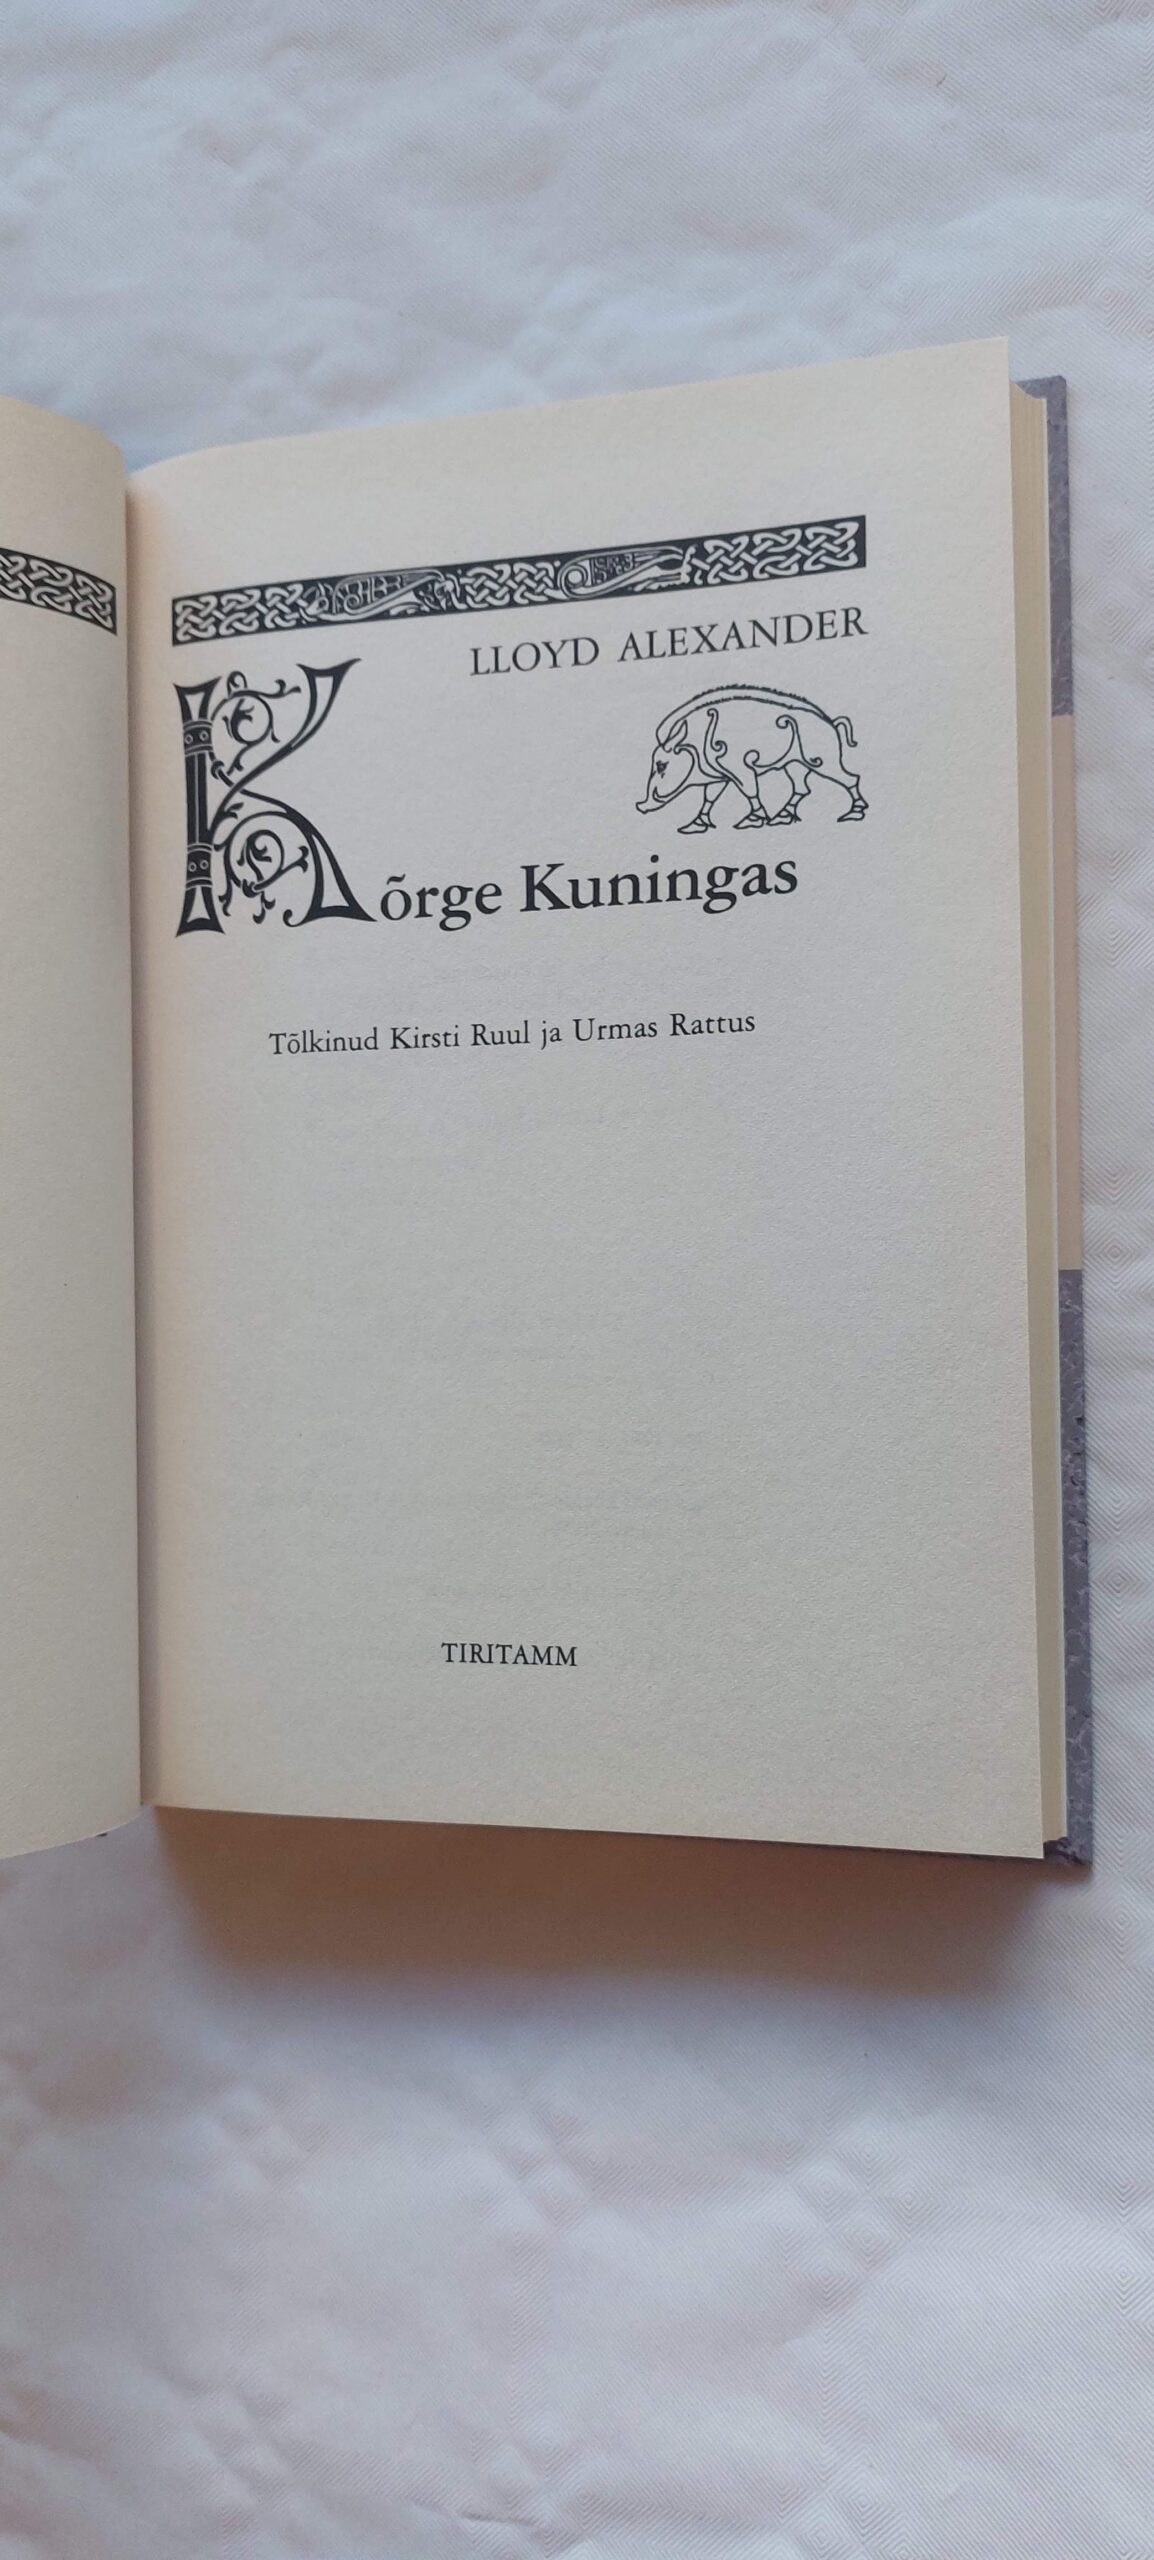 LLOYD ALEXANDER
Kõrge Kuningas
Tõlkinud Kirsti Ruul ja Urmas Rattus
TIRITAMM